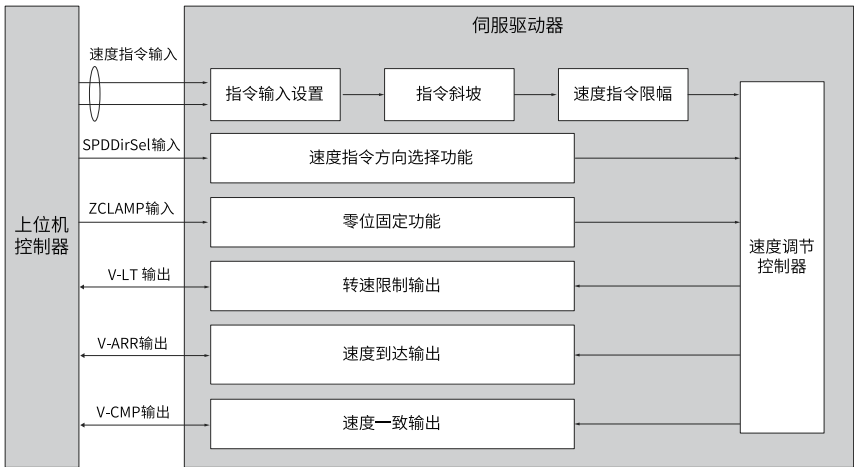 伺服驱动器
速度指令输入
指令输入设置
指令斜坡
速度指令限幅
SPDDirSel输入
速度指令方向选择功能
ZCLAMP输入
零位固定功能
上位机
控制器
速度调节
控制器
V-LT 输出
转速限制输出
V-ARR输出
速度到达输出
V-CMP输出
速度一致输出